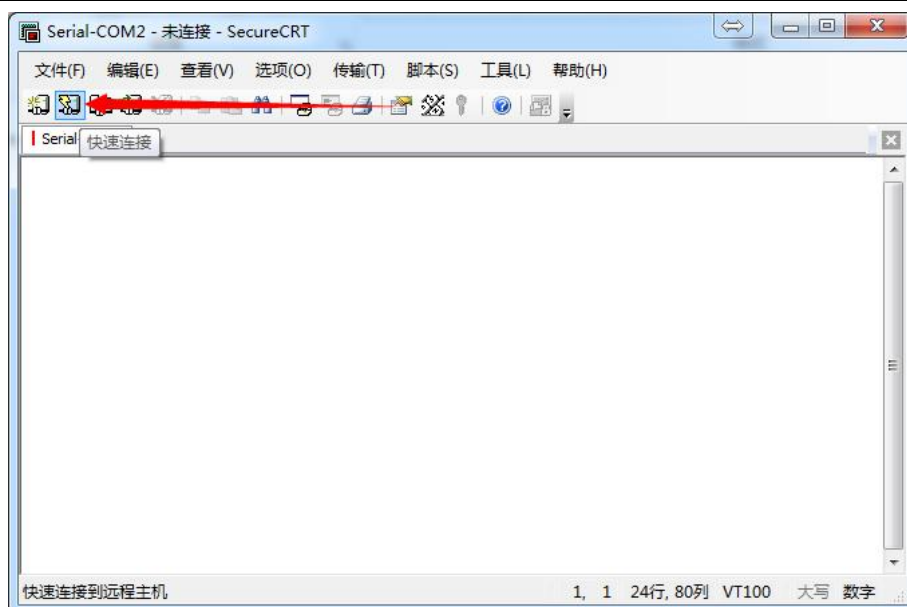 Serial-COM2 - 未连接 - SecureCRT
文件(F) 编辑(E) 查看(V) 选项(O) 传输(T) 脚本(S) 工具(L) 帮助(H)
Serial-
快速连接
快速连接到远程主机
1, 1 24行, 80列 VT100 大写 数字